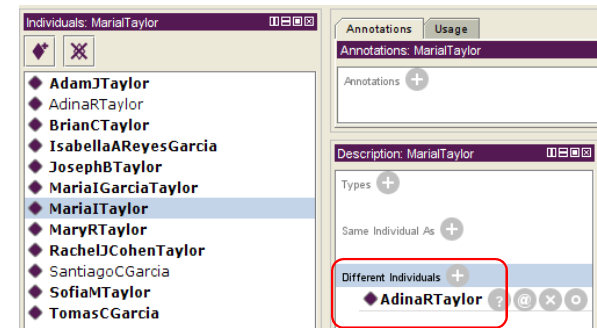 Individuals: MariaITaylor
AdamJTaylor
AdinaRTaylor
BrianCTaylor
IsabellaAReyesGarcia
JosephBTaylor
MariaIGarciaTaylor
MariaITaylor
MaryRTaylor
RachelJCohenTaylor
SantiagoCGarcia
SofiaMTaylor
TomasCGarcia
Annotations Usage
Annotations: MariaITaylor
Annotations
Description: MariaITaylor
Types
Same Individual As
Different Individuals
AdinaRTaylor